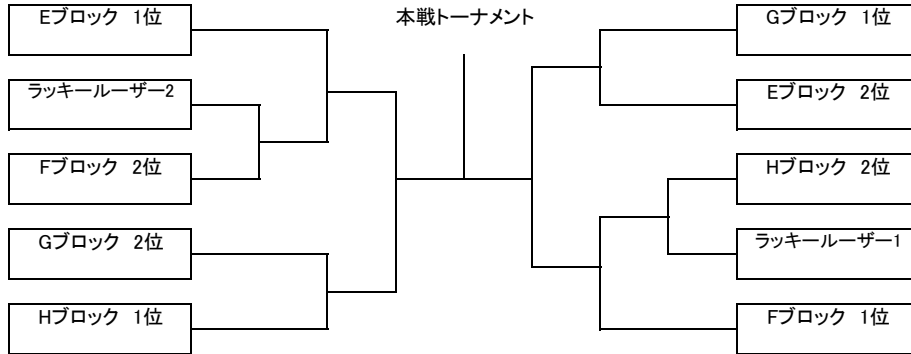 本戦トーナメント
Eブロック 1位
ラッキールーザー2
Fブロック 2位
Gブロック 2位
Hブロック 1位
Gブロック 1位
Eブロック 2位
Hブロック 2位
ラッキールーザー1
Fブロック 1位